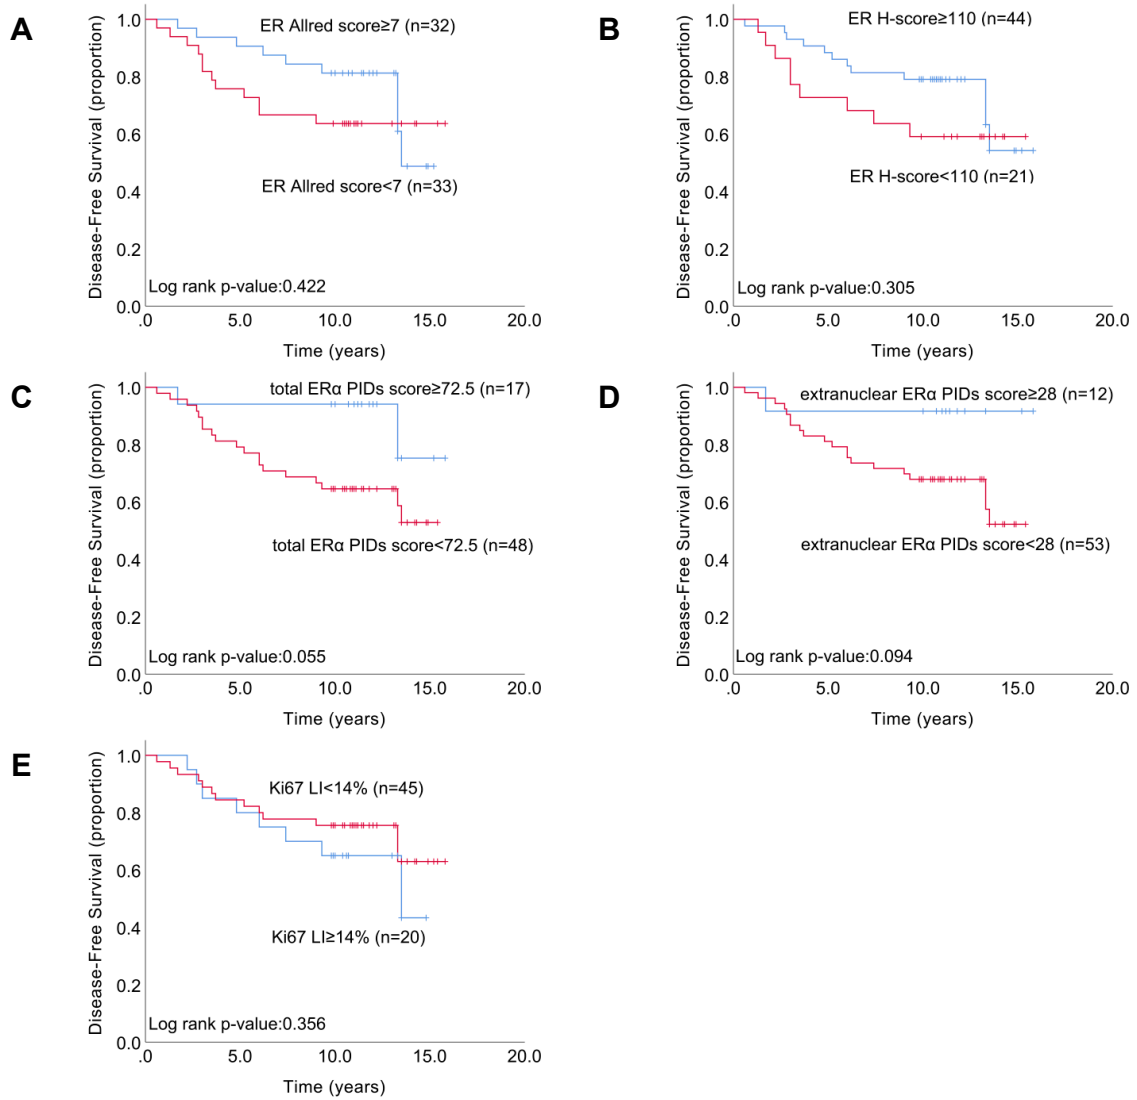 A
Disease-Free Survival (proportion)
1.0
0.8
0.6
0.4
0.2
0.0
ER Allred score≥7 (n=32)
ER Allred score<7 (n=33)
Log rank p-value:0.422
.0 5.0 10.0 15.0 20.0
Time (years)
B
Disease-Free Survival (proportion)
1.0
0.8
0.6
0.4
0.2
0.0
ER H-score≥110 (n=44)
ER H-score<110 (n=21)
Log rank p-value:0.305
.0 5.0 10.0 15.0 20.0
Time (years)
C
Disease-Free Survival (proportion)
1.0
0.8
0.6
0.4
0.2
0.0
total ERα PIDs score≥72.5 (n=17)
total ERα PIDs score<72.5 (n=48)
Log rank p-value:0.055
.0 5.0 10.0 15.0 20.0
Time (years)
D
Disease-Free Survival (proportion)
1.0
0.8
0.6
0.4
0.2
0.0
extranuclear ERα PIDs score≥28 (n=12)
extranuclear ERα PIDs score<28 (n=53)
Log rank p-value:0.094
.0 5.0 10.0 15.0 20.0
Time (years)
E
Disease-Free Survival (proportion)
1.0
0.8
0.6
0.4
0.2
0.0
Ki67 LI<14% (n=45)
Ki67 LI≥14% (n=20)
Log rank p-value:0.356
.0 5.0 10.0 15.0 20.0
Time (years)